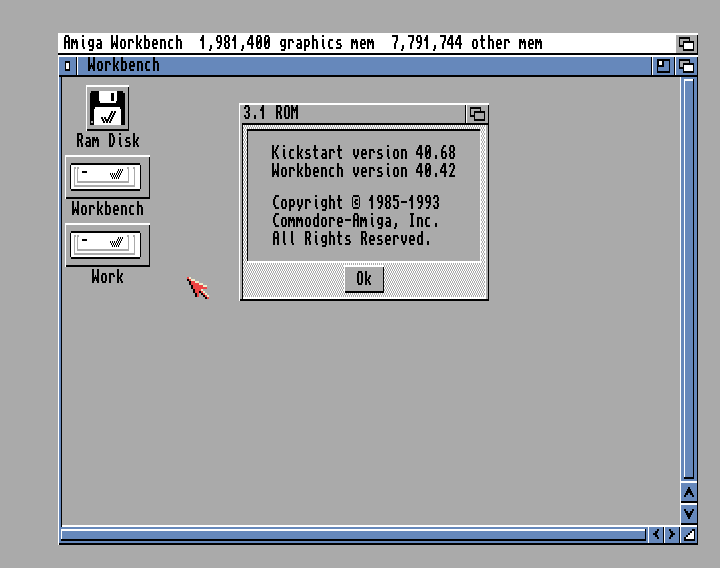 Amiga Workbench  1,981,400 graphics mem  7,791,744 other mem
Workbench
Ram Disk
Workbench
Work
3.1 ROM
Kickstart version 40.68
Workbench version 40.42
Copyright © 1985-1993
Commodore-Amiga, Inc.
All Rights Reserved.
Ok